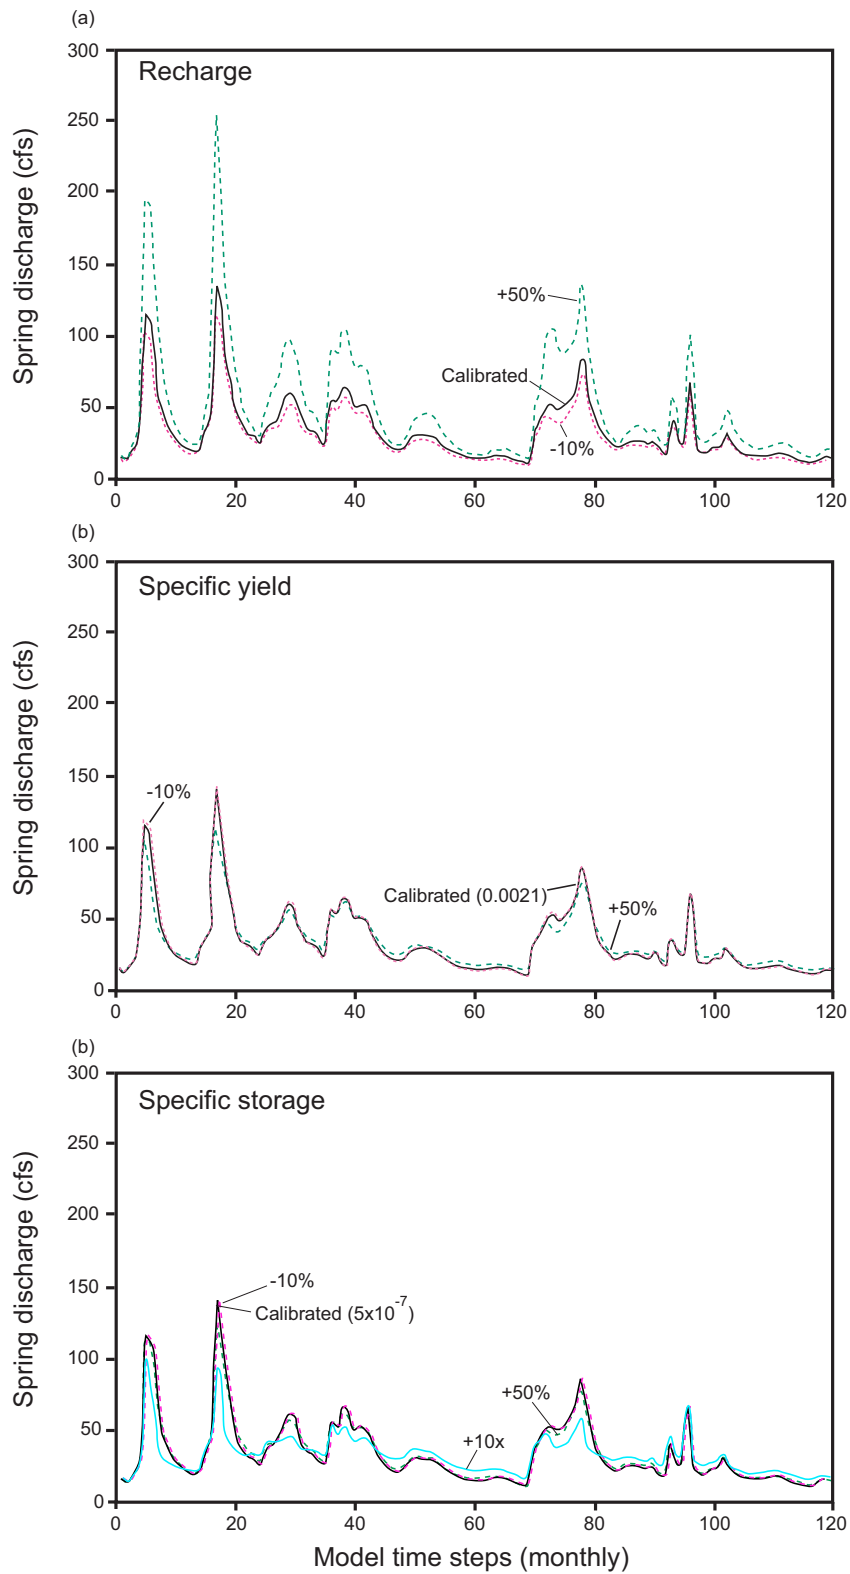 (a)
300
Recharge
250
200
150
+50%
100
Calibrated
50
-10%
0
0 20 40 60 80 100 120
Spring discharge (cfs)
(b)
300
Specific yield
250
200
150
-10%
100
Calibrated (0.0021)
50
+50%
0
0 20 40 60 80 100 120
Spring discharge (cfs)
(b)
300
Specific storage
250
200
150
-10%
Calibrated (5x10-7)
100
+50%
50
+10x
0
0 20 40 60 80 100 120
Spring discharge (cfs)
Model time steps (monthly)